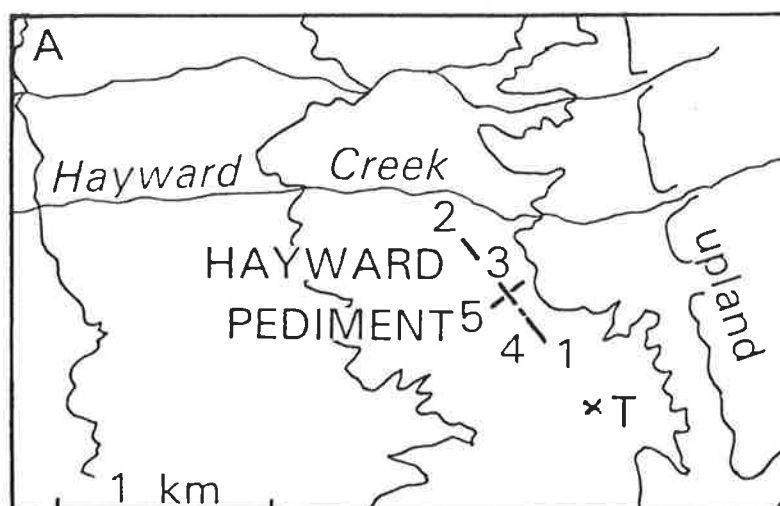 A
Hayward Creek
2
HAYWARD 3
PEDIMENT 5
4 1
upland
T
1 km